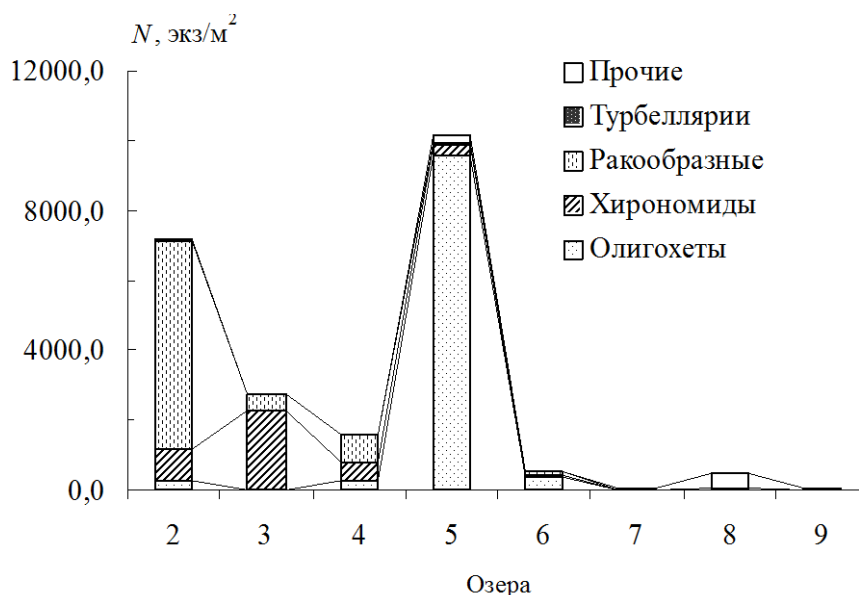 N, экз/м²
12000,0
8000,0
4000,0
0,0
Прочие
Турбеллярии
Ракообразные
Хирономиды
Олигохеты
2 3 4 5 6 7 8 9
Озера